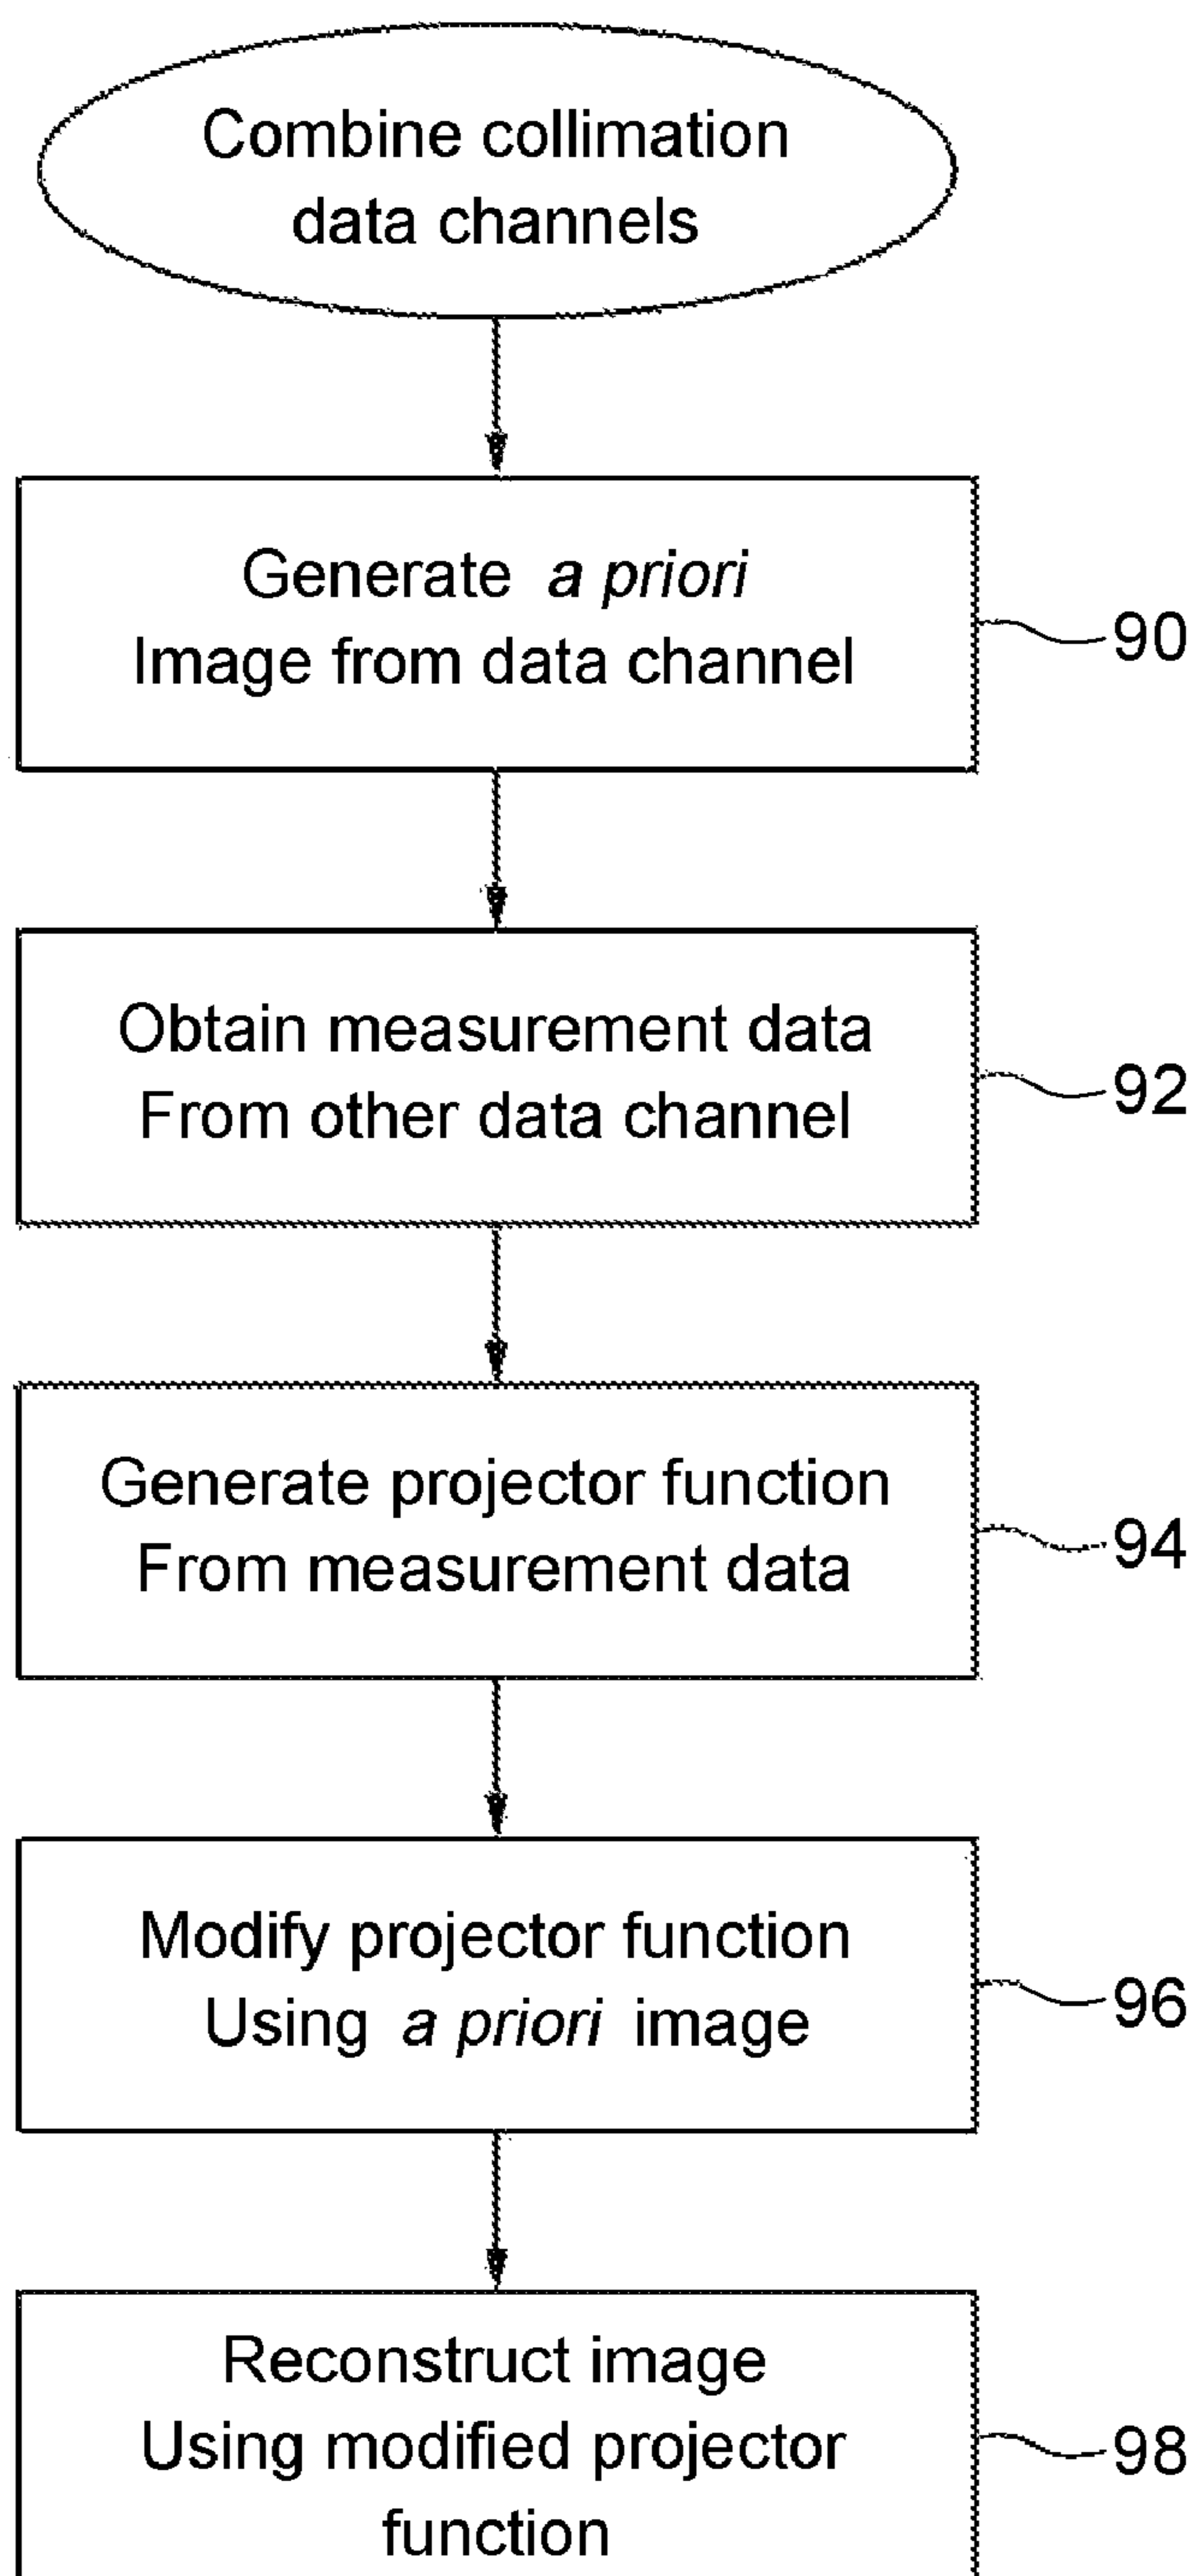 Combine collimation
data channels
Generate a priori
Image from data channel
90
Obtain measurement data
From other data channel
92
Generate projector function
From measurement data
94
Modify projector function
Using a priori image
96
Reconstruct image
Using modified projector
function
98